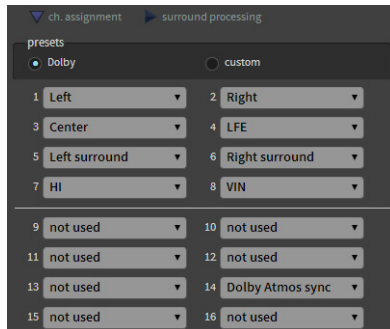 ch. assignment surround processing
presets
Dolby custom
1 Left 2 Right
3 Center 4 LFE
5 Left surround 6 Right surround
7 HI 8 VIN
9 not used 10 not used
11 not used 12 not used
13 not used 14 Dolby Atmos sync
15 not used 16 not used